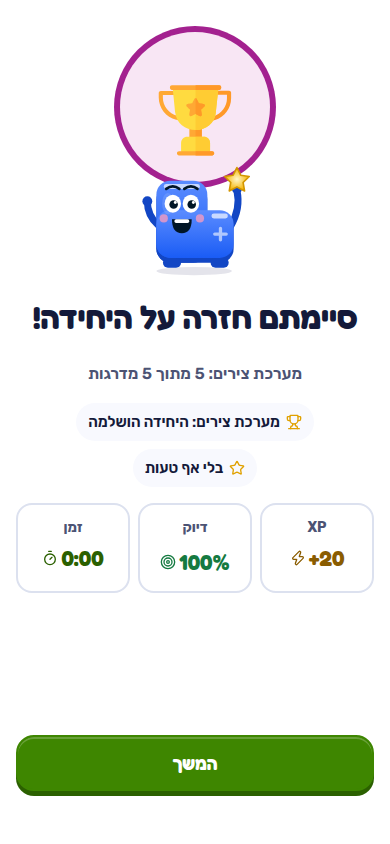 סיימתם חזרה על היחידה!
מערכת צירים: 5 מתוך 5 מדרגות
מערכת צירים: היחידה הושלמה
בלי אף טעות
XP
+20
דיוק
100%
זמן
0:00
המשך